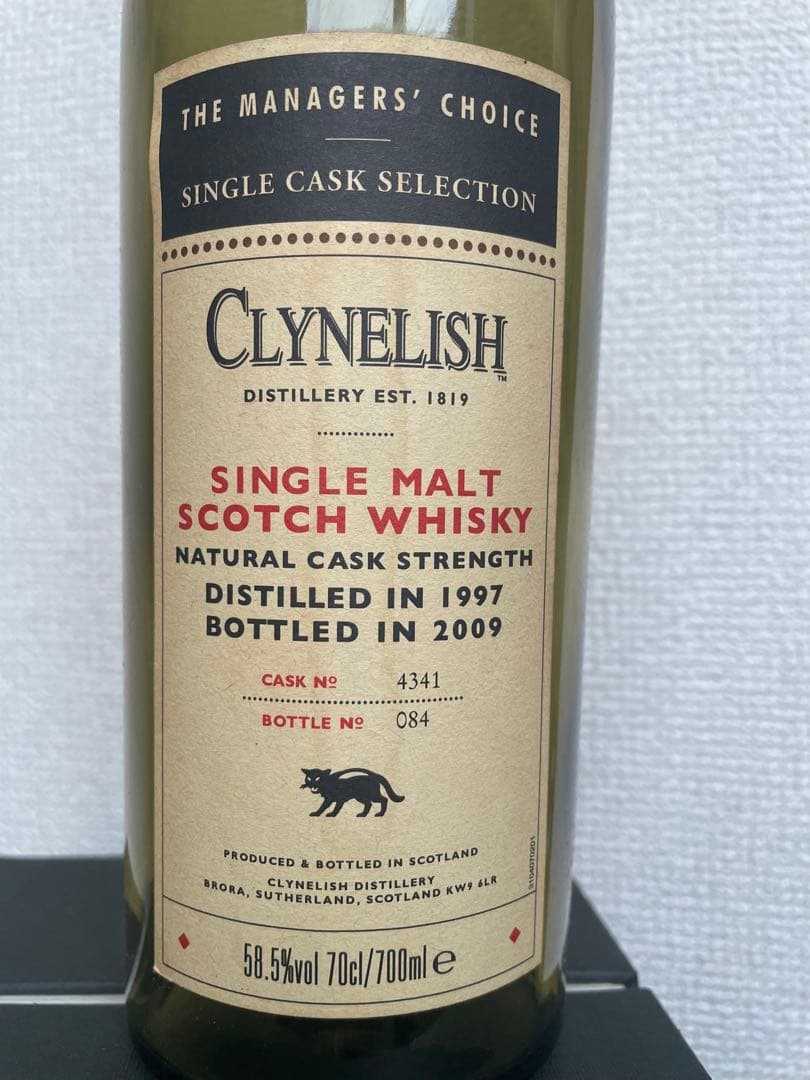 THE MANAGERS' CHOICE
SINGLE CASK SELECTION
CLYNELISH™
DISTILLERY EST. 1819
SINGLE MALT
SCOTCH WHISKY
NATURAL CASK STRENGTH
DISTILLED IN 1997
BOTTLED IN 2009
CASK Nº 4341
BOTTLE Nº 084
PRODUCED & BOTTLED IN SCOTLAND
CLYNELISH DISTILLERY
BRORA, SUTHERLAND, SCOTLAND KW9 6LR
3104070201
58.5%vol 70cl/700ml ℮